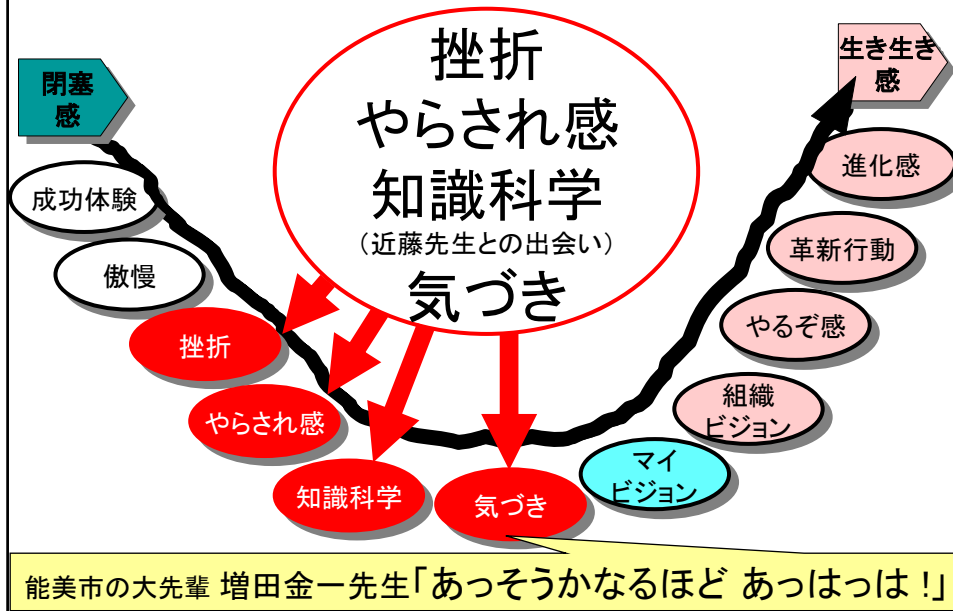 挫折
やらされ感
知識科学
（近藤先生との出会い）
気づき
閉塞
感
成功体験
傲慢
挫折
やらされ感
知識科学
気づき
マイ
ビジョン
組織
ビジョン
やるぞ感
革新行動
進化感
生き生き
感
能美市の大先輩 増田金一先生「あっそうかなるほど あっはっは！」